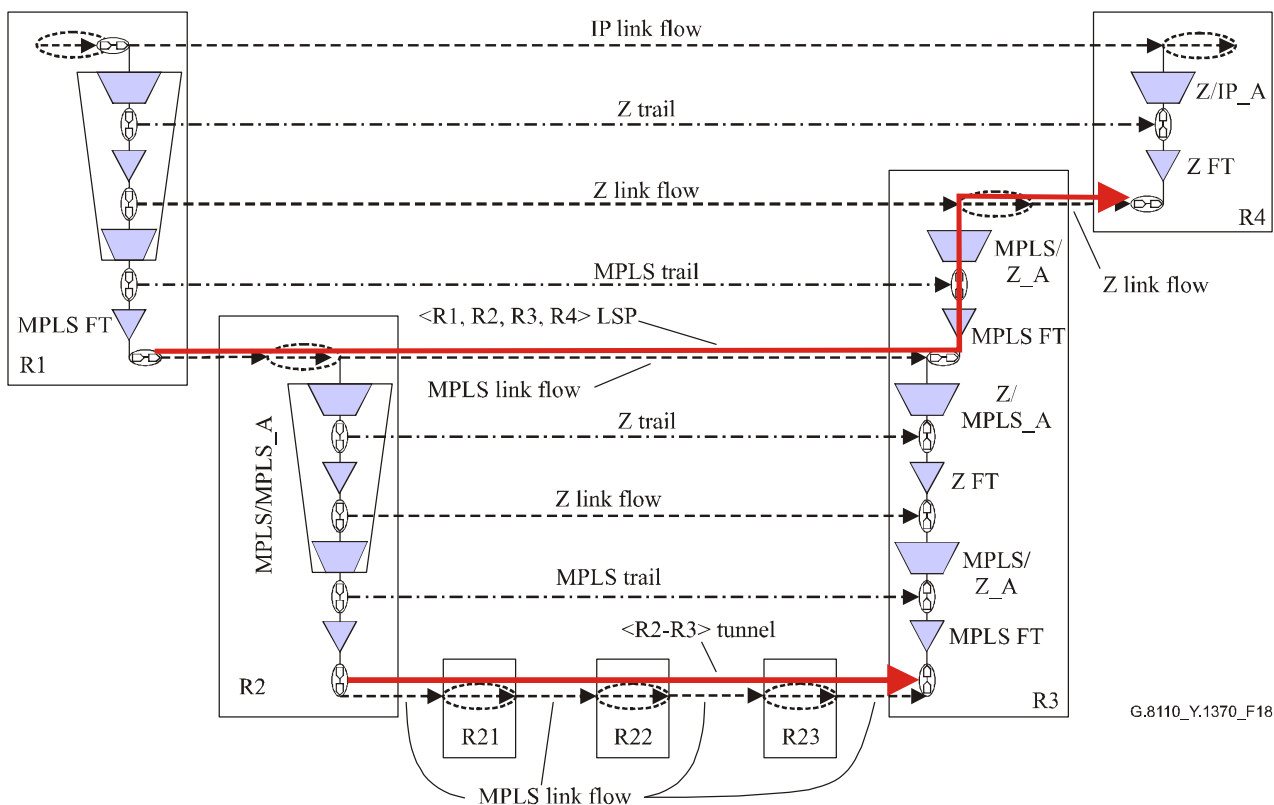 IP link flow
Z/IP_A
Z trail
Z FT
Z link flow
R4
MPLS/
Z_A
MPLS trail
Z link flow
MPLS FT
<R1, R2, R3, R4> LSP
MPLS FT
R1
MPLS link flow
Z/
MPLS_A
MPLS/MPLS_A
Z trail
Z FT
Z link flow
MPLS/
Z_A
MPLS trail
<R2-R3> tunnel
MPLS FT
R2
R3
R21
R22
R23
MPLS link flow
G.8110_Y.1370_F18